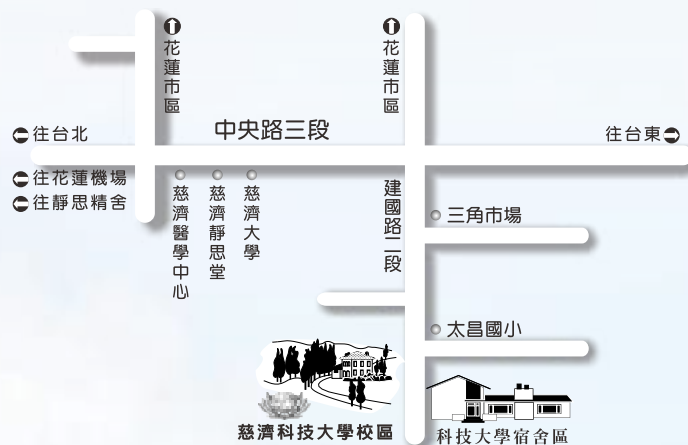 花蓮市區
花蓮市區
往台北
中央路三段
往台東
往花蓮機場
往靜思精舍
慈濟醫學中心
慈濟靜思堂
慈濟大學
建國路二段
三角市場
太昌國小
慈濟科技大學校區
科技大學宿舍區